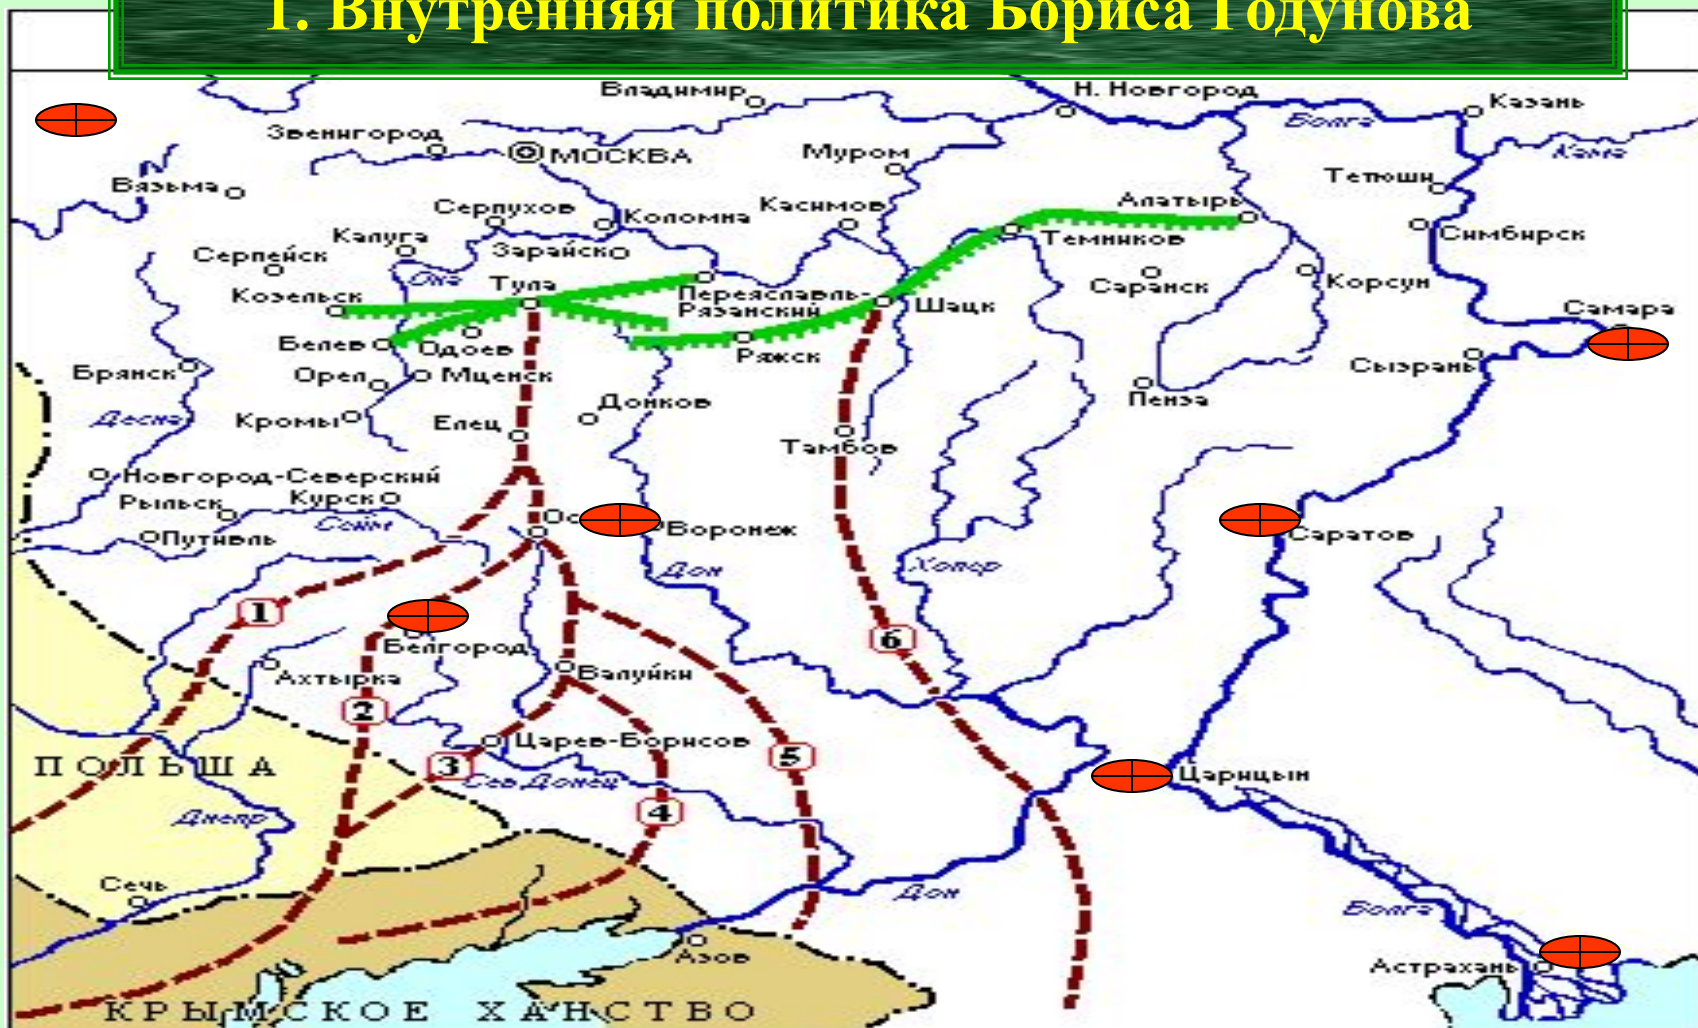 1. Внутренняя политика Бориса Годунова
Владимир
Н. Новгород
Казань
Волга
Кама
Звенигород
МОСКВА
Муром
Тетюши
Вязьма
Серпухов
Коломна
Касимов
Алатырь
Калуга
Зарайск
Темников
Симбирск
Серпейск
Ока
Тула
Саранск
Корсун
Козельск
Переяславль-
Рязанский
Шацк
Самара
Белев
Одоев
Ряжск
Сызрань
Брянск
Орел
Мценск
Пенза
Десна
Кромы
Елец
Донков
Тамбов
Новгород-Северский
Рыльск
Курск
Сейм
Ос
Воронеж
Путивль
Саратов
Дон
Хопер
1
6
Белгород
Ахтырка
Валуйки
2
Царев-Борисов
5
ПОЛЬША
3
Сев Донец
Царицын
Днепр
4
Сечь
Дон
Волга
Азов
Астрахань
КРЫМСКОЕ ХАНСТВО